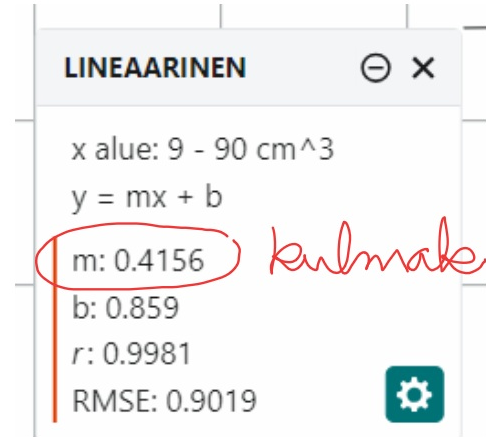 LINEAARINEN
x alue: 9 - 90 cm^3
y = mx + b
m: 0.4156 kulmake
b: 0.859
r: 0.9981
RMSE: 0.9019